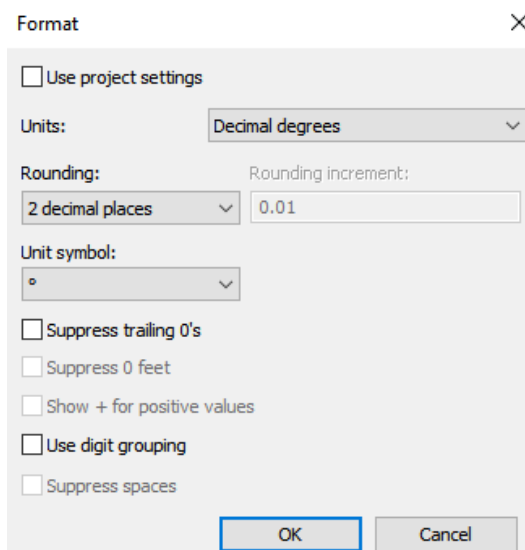 Format
Use project settings
Units: Decimal degrees
Rounding: Rounding increment:
2 decimal places 0.01
Unit symbol:
°
Suppress trailing 0's
Suppress 0 feet
Show + for positive values
Use digit grouping
Suppress spaces
OK Cancel